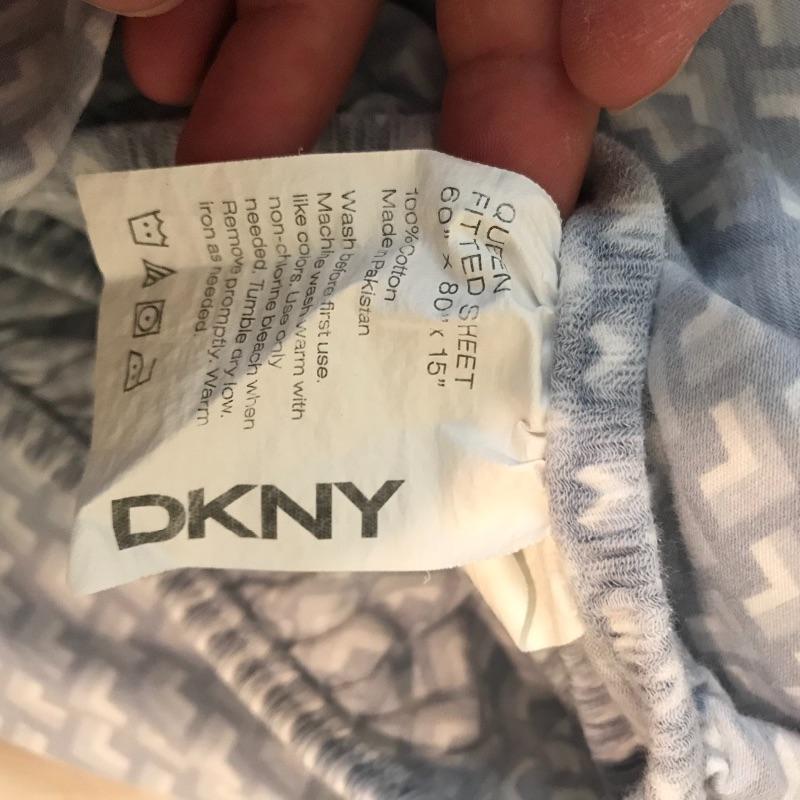 QUEEN
FITTED SHEET
60" x 80" x 15"
100% Cotton
Made in Pakistan
Wash before first use.
Machine wash warm with
like colors. Use only
non-chlorine bleach when
needed. Tumble dry low.
Remove promptly. Warm
iron as needed.
DKNY